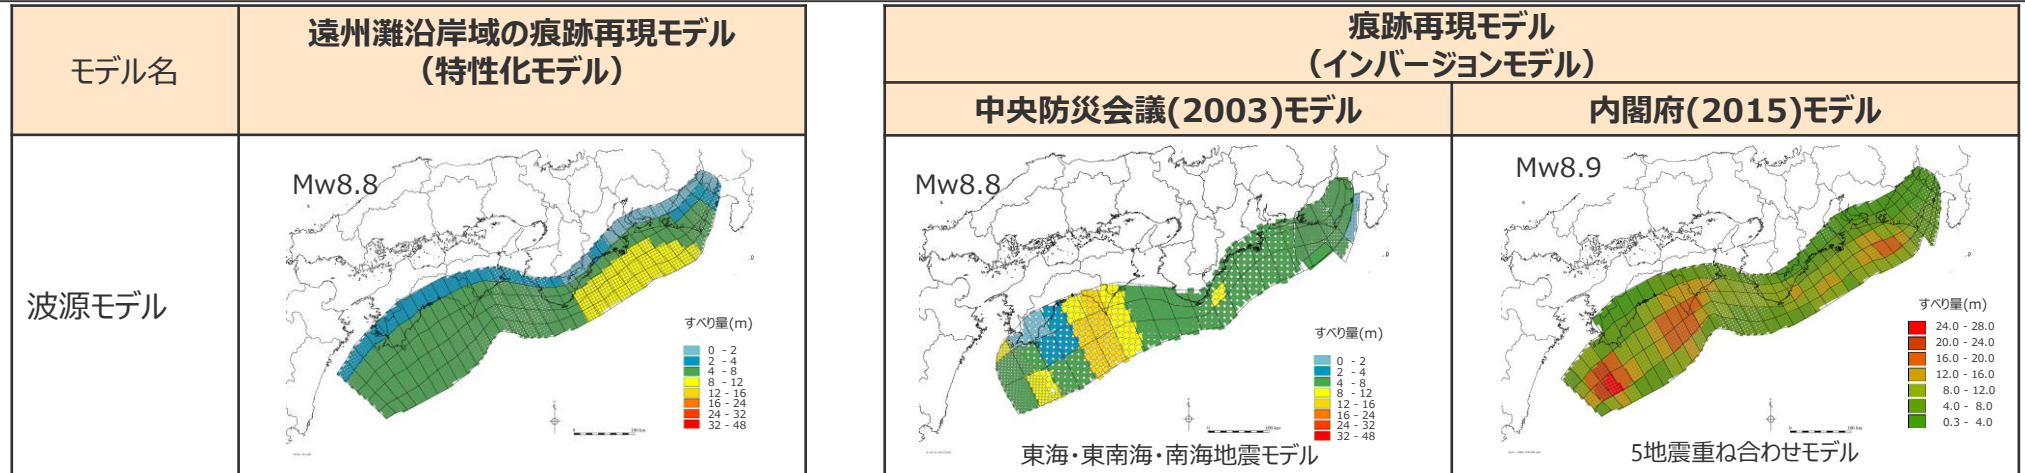 モデル名
遠州灘沿岸域の痕跡再現モデル
（特性化モデル）
痕跡再現モデル
（インバージョンモデル）
中央防災会議(2003)モデル
内閣府(2015)モデル
波源モデル
Mw8.8
すべり量(m)
0 - 2
2 - 4
4 - 8
8 - 12
12 - 16
16 - 24
24 - 32
32 - 48
Mw8.8
すべり量(m)
0 - 2
2 - 4
4 - 8
8 - 12
12 - 16
16 - 24
24 - 32
32 - 48
東海・東南海・南海地震モデル
Mw8.9
すべり量(m)
24.0 - 28.0
20.0 - 24.0
16.0 - 20.0
12.0 - 16.0
8.0 - 12.0
4.0 - 8.0
0.3 - 4.0
5地震重ね合わせモデル